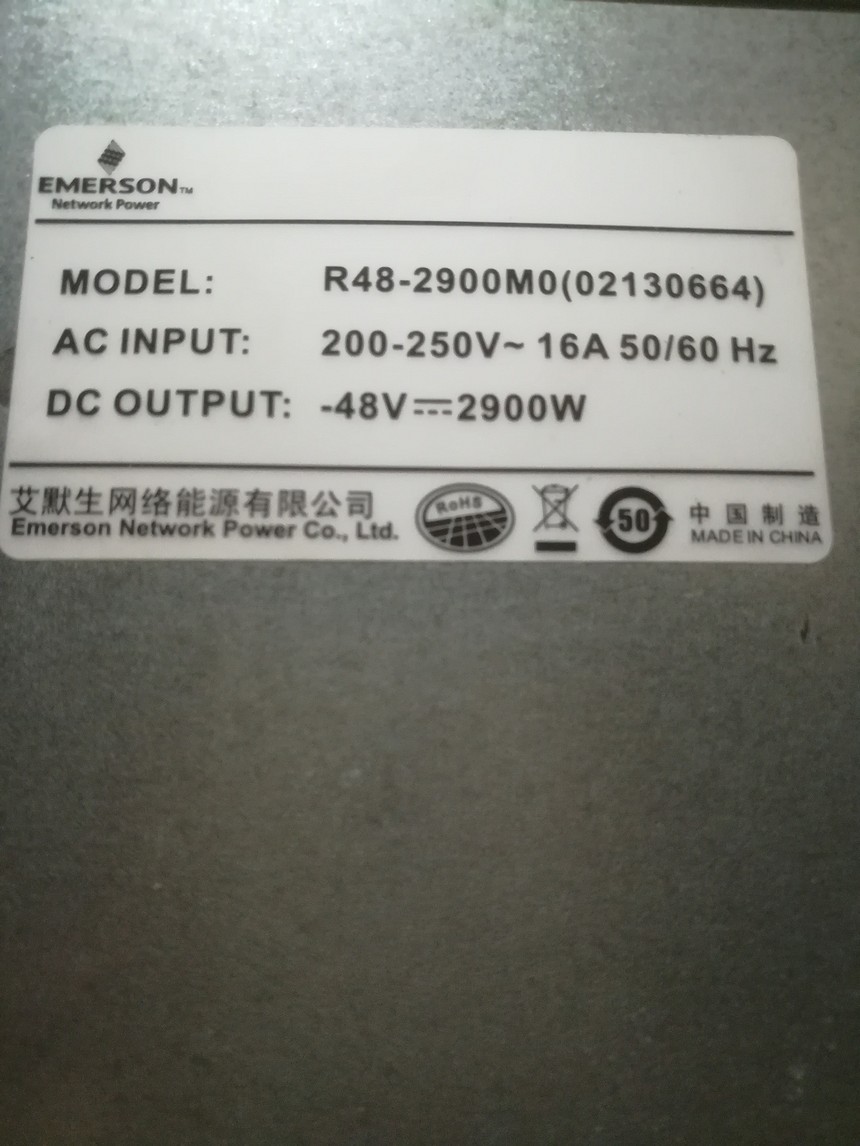 EMERSON™
Network Power
MODEL: R48-2900M0(02130664)
AC INPUT: 200-250V~ 16A 50/60 Hz
DC OUTPUT: -48V⎓2900W
艾默生网络能源有限公司
Emerson Network Power Co., Ltd.
RoHS
50
中国制造
MADE IN CHINA